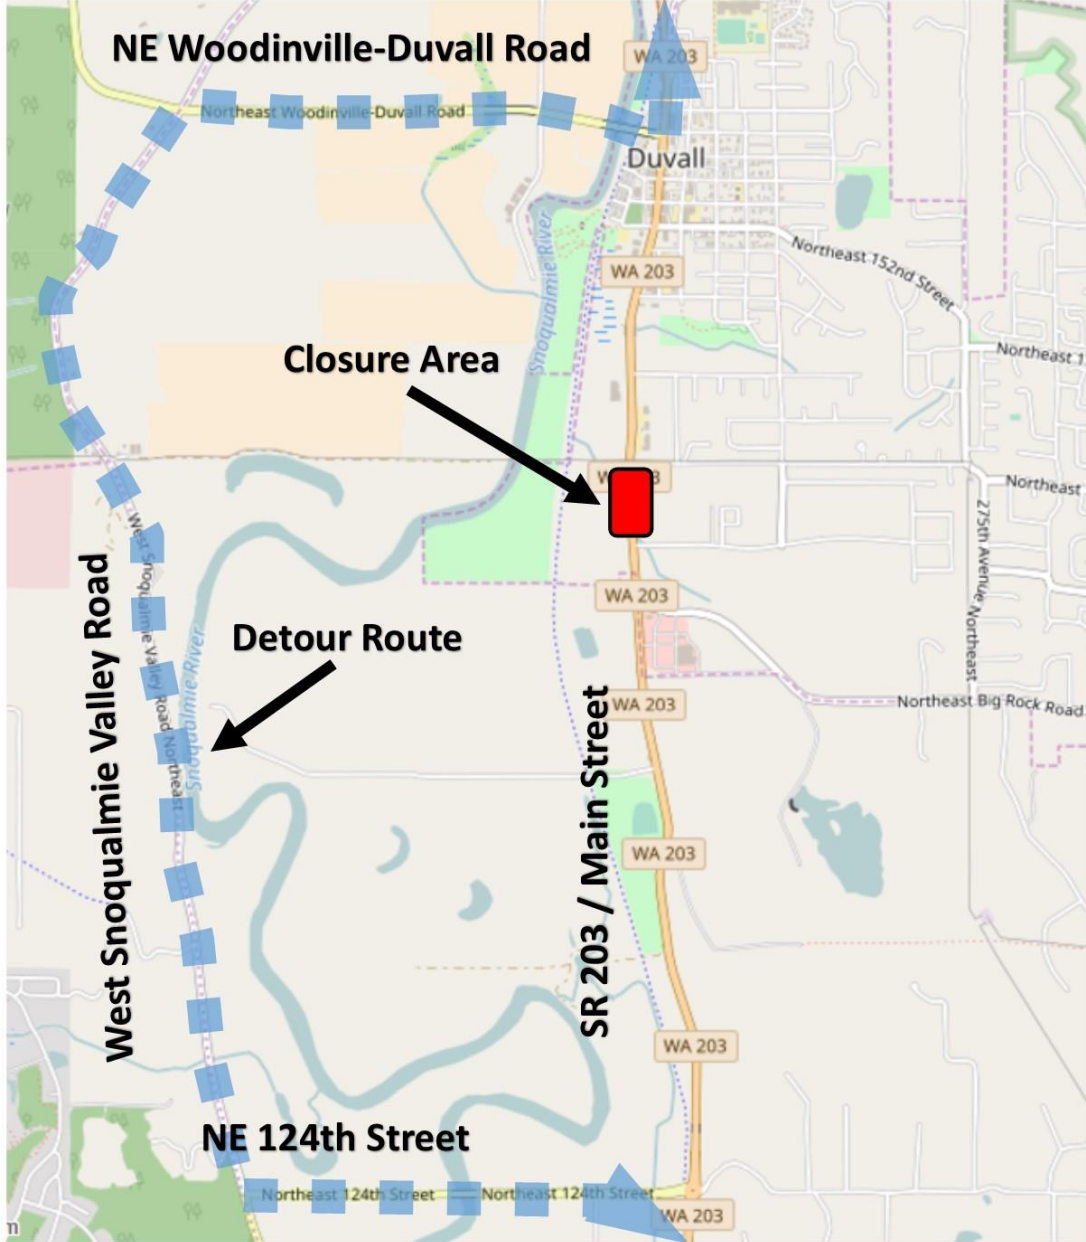 NE Woodinville-Duvall Road
WA 203
Northeast Woodinville-Duvall Road
Duvall
Northeast 152nd Street
WA 203
Snoqualmie River
Northeast 1
Closure Area
Northeast
275th Avenue Northeast
West Snoqualmie Valley Road Northeast
West Snoqualmie Valley Road
WA 203
Detour Route
Snoqualmie River
Northeast Big Rock Road
WA 203
SR 203 / Main Street
WA 203
WA 203
NE 124th Street
Northeast 124th Street
Northeast 124th Street
WA 203
m